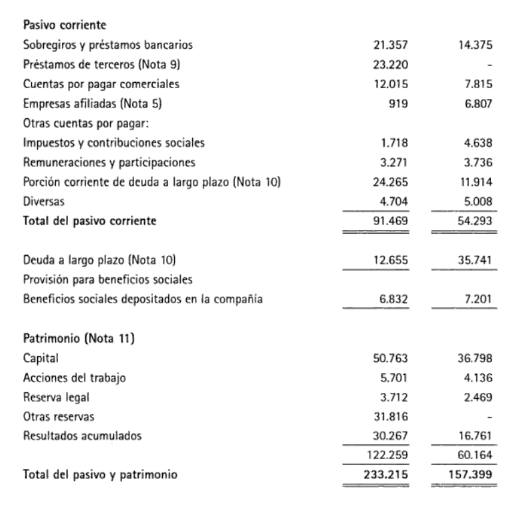 Pasivo corriente
Sobregiros y préstamos bancarios 21.357 14.375
Préstamos de terceros (Nota 9) 23.220 -
Cuentas por pagar comerciales 12.015 7.815
Empresas afiliadas (Nota 5) 919 6.807
Otras cuentas por pagar:
Impuestos y contribuciones sociales 1.718 4.638
Remuneraciones y participaciones 3.271 3.736
Porción corriente de deuda a largo plazo (Nota 10) 24.265 11.914
Diversas 4.704 5.008
Total del pasivo corriente 91.469 54.293
Deuda a largo plazo (Nota 10) 12.655 35.741
Provisión para beneficios sociales
Beneficios sociales depositados en la compañía 6.832 7.201
Patrimonio (Nota 11)
Capital 50.763 36.798
Acciones del trabajo 5.701 4.136
Reserva legal 3.712 2.469
Otras reservas 31.816 -
Resultados acumulados 30.267 16.761
122.259 60.164
Total del pasivo y patrimonio 233.215 157.399